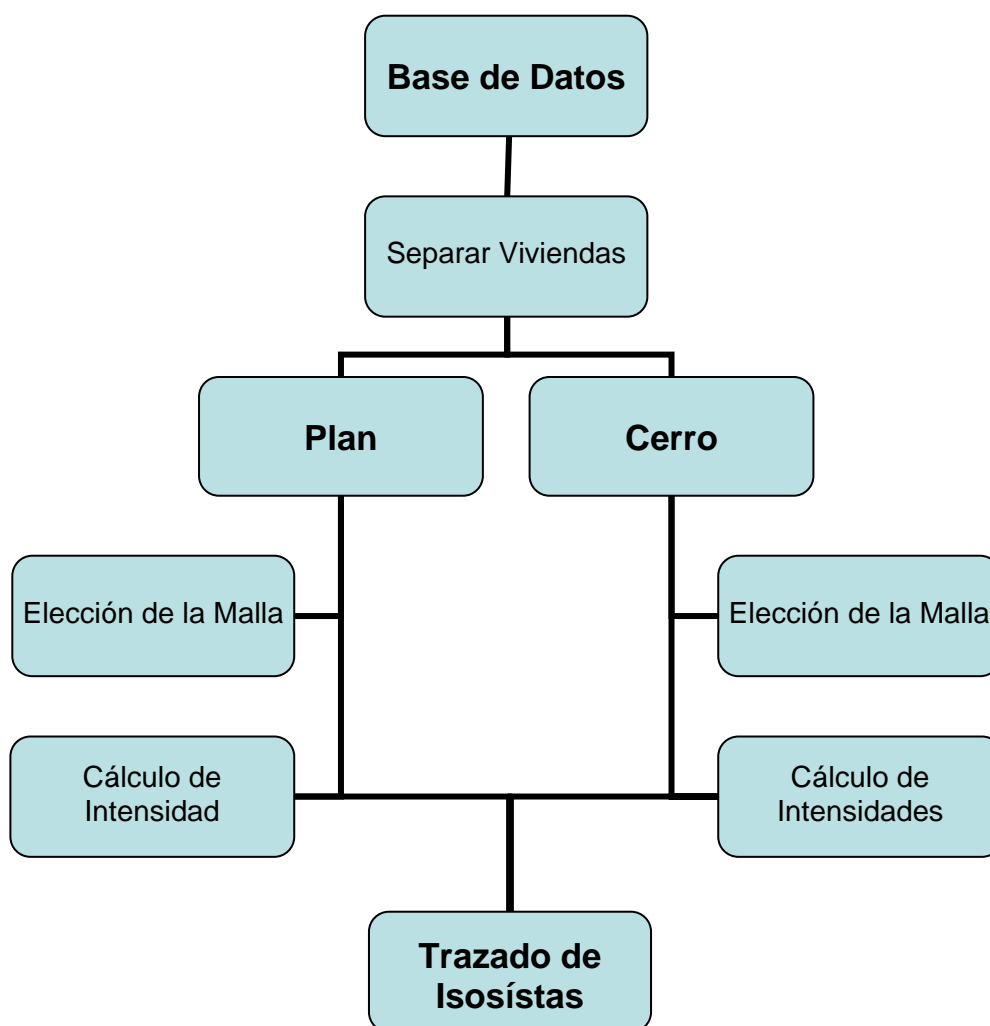 Base de Datos
Separar Viviendas
Plan
Cerro
Elección de la Malla
Elección de la Malla
Cálculo de
Intensidad
Cálculo de
Intensidades
Trazado de
Isosístas